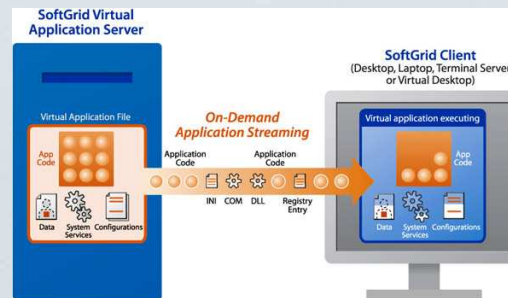 SoftGrid Virtual
Application Server
Virtual Application File
App
Code
Data
System
Services
Configurations
On-Demand
Application Streaming
Application
Code
Application
Code
INI
COM
DLL
Registry
Entry
SoftGrid Client
(Desktop, Laptop, Terminal Server
or Virtual Desktop)
Virtual application executing
App
Code
Data
System
Services
Configurations